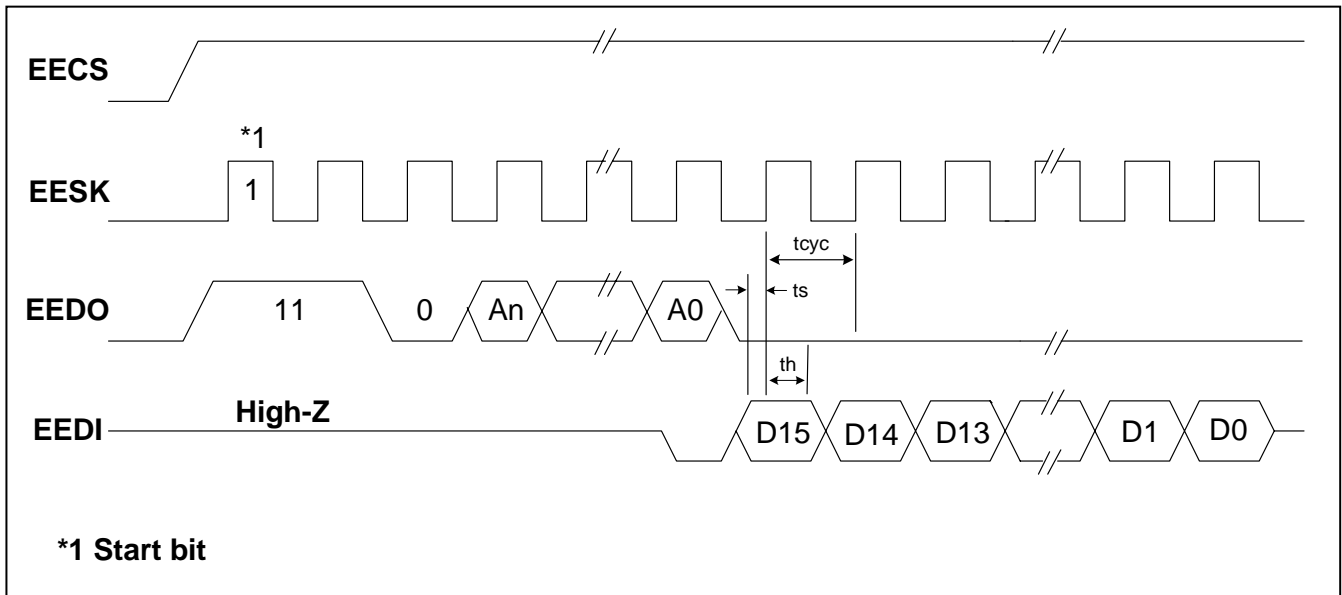 EECS
*1
EESK
1
tcyc
ts
EEDO
11
0
An
A0
th
High-Z
EEDI
D15
D14
D13
D1
D0
*1 Start bit